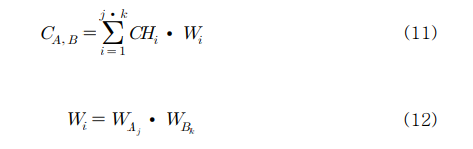 C_{A, B} = \sum_{i=1}^{j \cdot k} CH_i \cdot W_i (11)
W_i = W_{A_j} \cdot W_{B_k} (12)